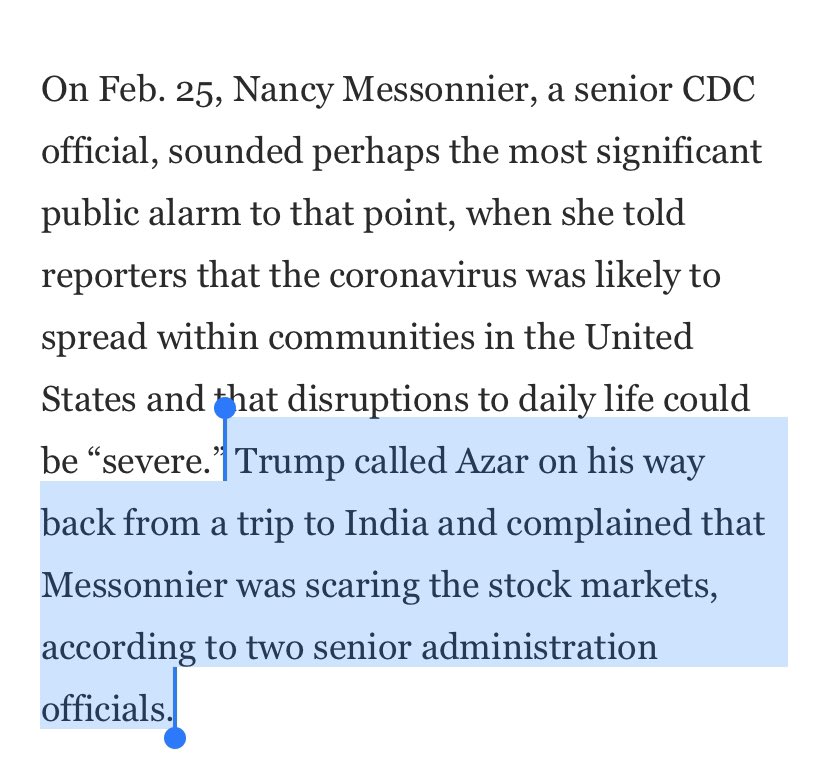 On Feb. 25, Nancy Messonnier, a senior CDC
official, sounded perhaps the most significant
public alarm to that point, when she told
reporters that the coronavirus was likely to
spread within communities in the United
States and that disruptions to daily life could
be “severe.” Trump called Azar on his way
back from a trip to India and complained that
Messonnier was scaring the stock markets,
according to two senior administration
officials.